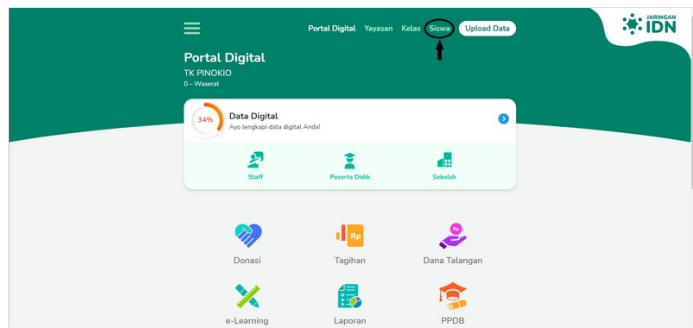 Portal Digital Yayasan Kelas Siswa Upload Data
JARINGAN
IDN
Portal Digital
TK PINOKIO
0 – Waserat
34%
Data Digital
Ayo lengkapi data digital Anda!
Staff Peserta Didik Sekolah
Rp
Rp
Donasi Tagihan Dana Talangan
e-Learning Laporan PPDB